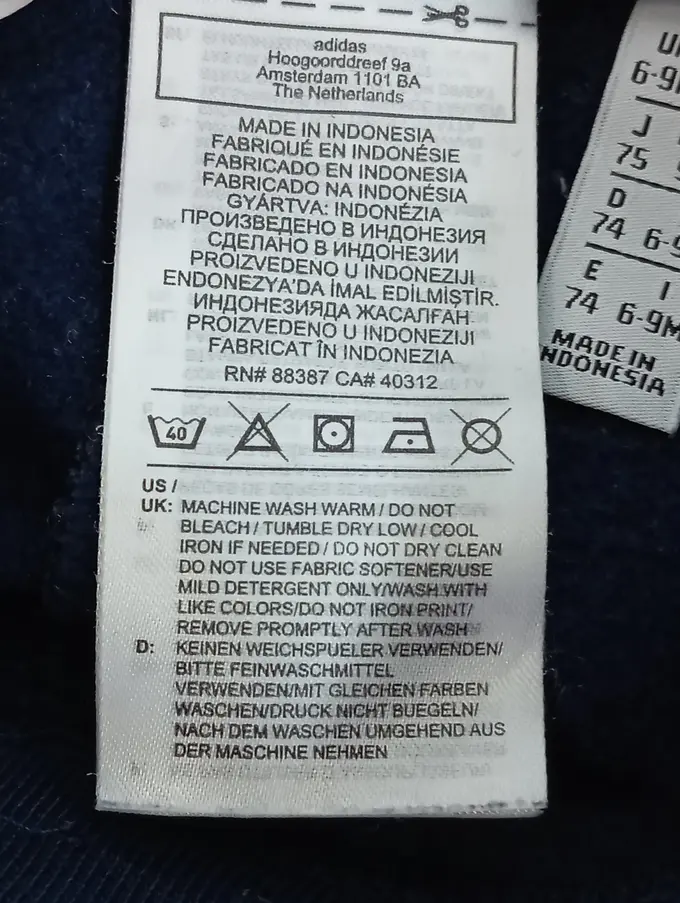 adidas
Hoogoorddreef 9a
Amsterdam 1101 BA
The Netherlands
MADE IN INDONESIA
FABRIQUÉ EN INDONÉSIE
FABRICADO EN INDONESIA
FABRICADO NA INDONÉSIA
GYÁRTVA: INDONÉZIA
ПРОИЗВЕДЕНО В ИНДОНЕЗИЯ
СДЕЛАНО В ИНДОНЕЗИИ
PROIZVEDENO U INDONEZIJI
ENDONEZYA'DA İMAL EDİLMİŞTİR.
ИНДОНЕЗИЯДА ЖАСАЛҒАН
PROIZVEDENO U INDONEZIJI
FABRICAT ÎN INDONEZIA
RN# 88387 CA# 40312
40
US /
UK: MACHINE WASH WARM / DO NOT
BLEACH / TUMBLE DRY LOW / COOL
IRON IF NEEDED / DO NOT DRY CLEAN
DO NOT USE FABRIC SOFTENER/USE
MILD DETERGENT ONLY/WASH WITH
LIKE COLORS/DO NOT IRON PRINT/
REMOVE PROMPTLY AFTER WASH
D: KEINEN WEICHSPUELER VERWENDEN/
BITTE FEINWASCHMITTEL
VERWENDEN/MIT GLEICHEN FARBEN
WASCHEN/DRUCK NICHT BUEGELN/
NACH DEM WASCHEN UMGEHEND AUS
DER MASCHINE NEHMEN
J
75
D
74 6-9
E I
74 6-9M
MADE IN
INDONESIA